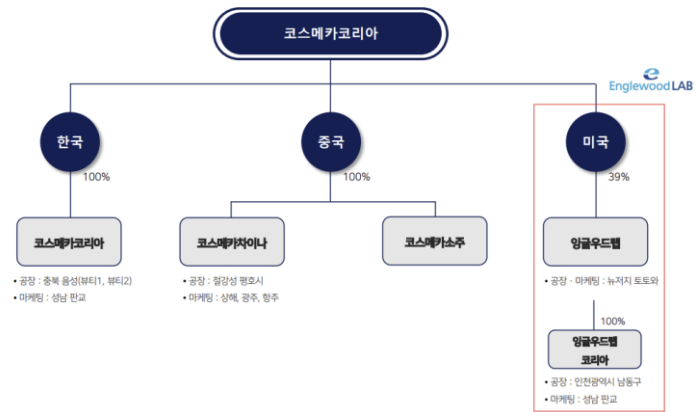 코스메카코리아
Englewood LAB
한국
중국
미국
100%
100%
39%
코스메카코리아
코스메카차이나
코스메카소주
잉글우드랩
• 공장 : 충북 음성(뷰티1, 뷰티2)
• 마케팅 : 성남 판교
• 공장 : 절강성 평호시
• 마케팅 : 상해, 광주, 항주
• 공장 · 마케팅 : 뉴저지 토토와
100%
잉글우드랩
코리아
• 공장 : 인천광역시 남동구
• 마케팅 : 성남 판교